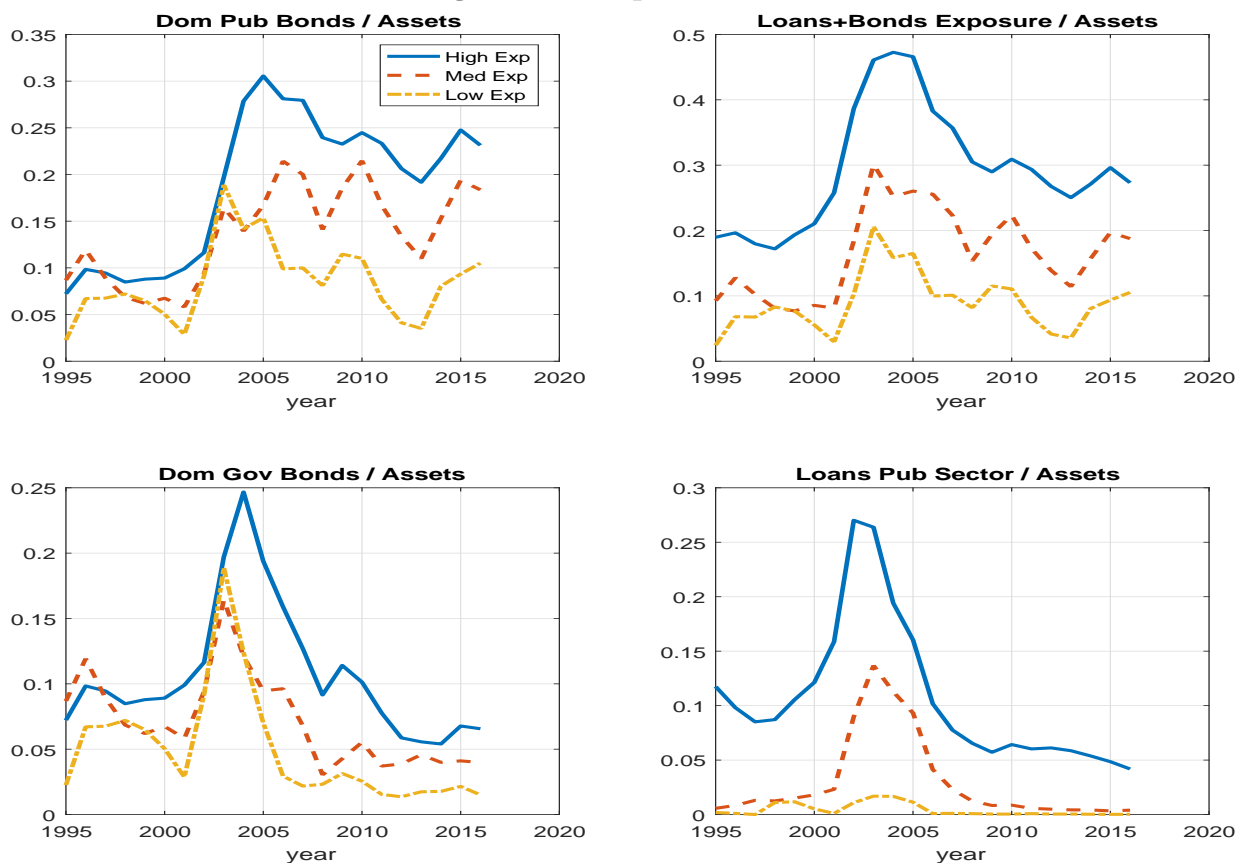 Dom Pub Bonds / Assets
0.35
0.3
0.25
0.2
0.15
0.1
0.05
0
1995 2000 2005 2010 2015 2020
year
High Exp
Med Exp
Low Exp
Loans+Bonds Exposure / Assets
0.5
0.4
0.3
0.2
0.1
0
1995 2000 2005 2010 2015 2020
year
Dom Gov Bonds / Assets
0.25
0.2
0.15
0.1
0.05
0
1995 2000 2005 2010 2015 2020
year
Loans Pub Sector / Assets
0.3
0.25
0.2
0.15
0.1
0.05
0
1995 2000 2005 2010 2015 2020
year